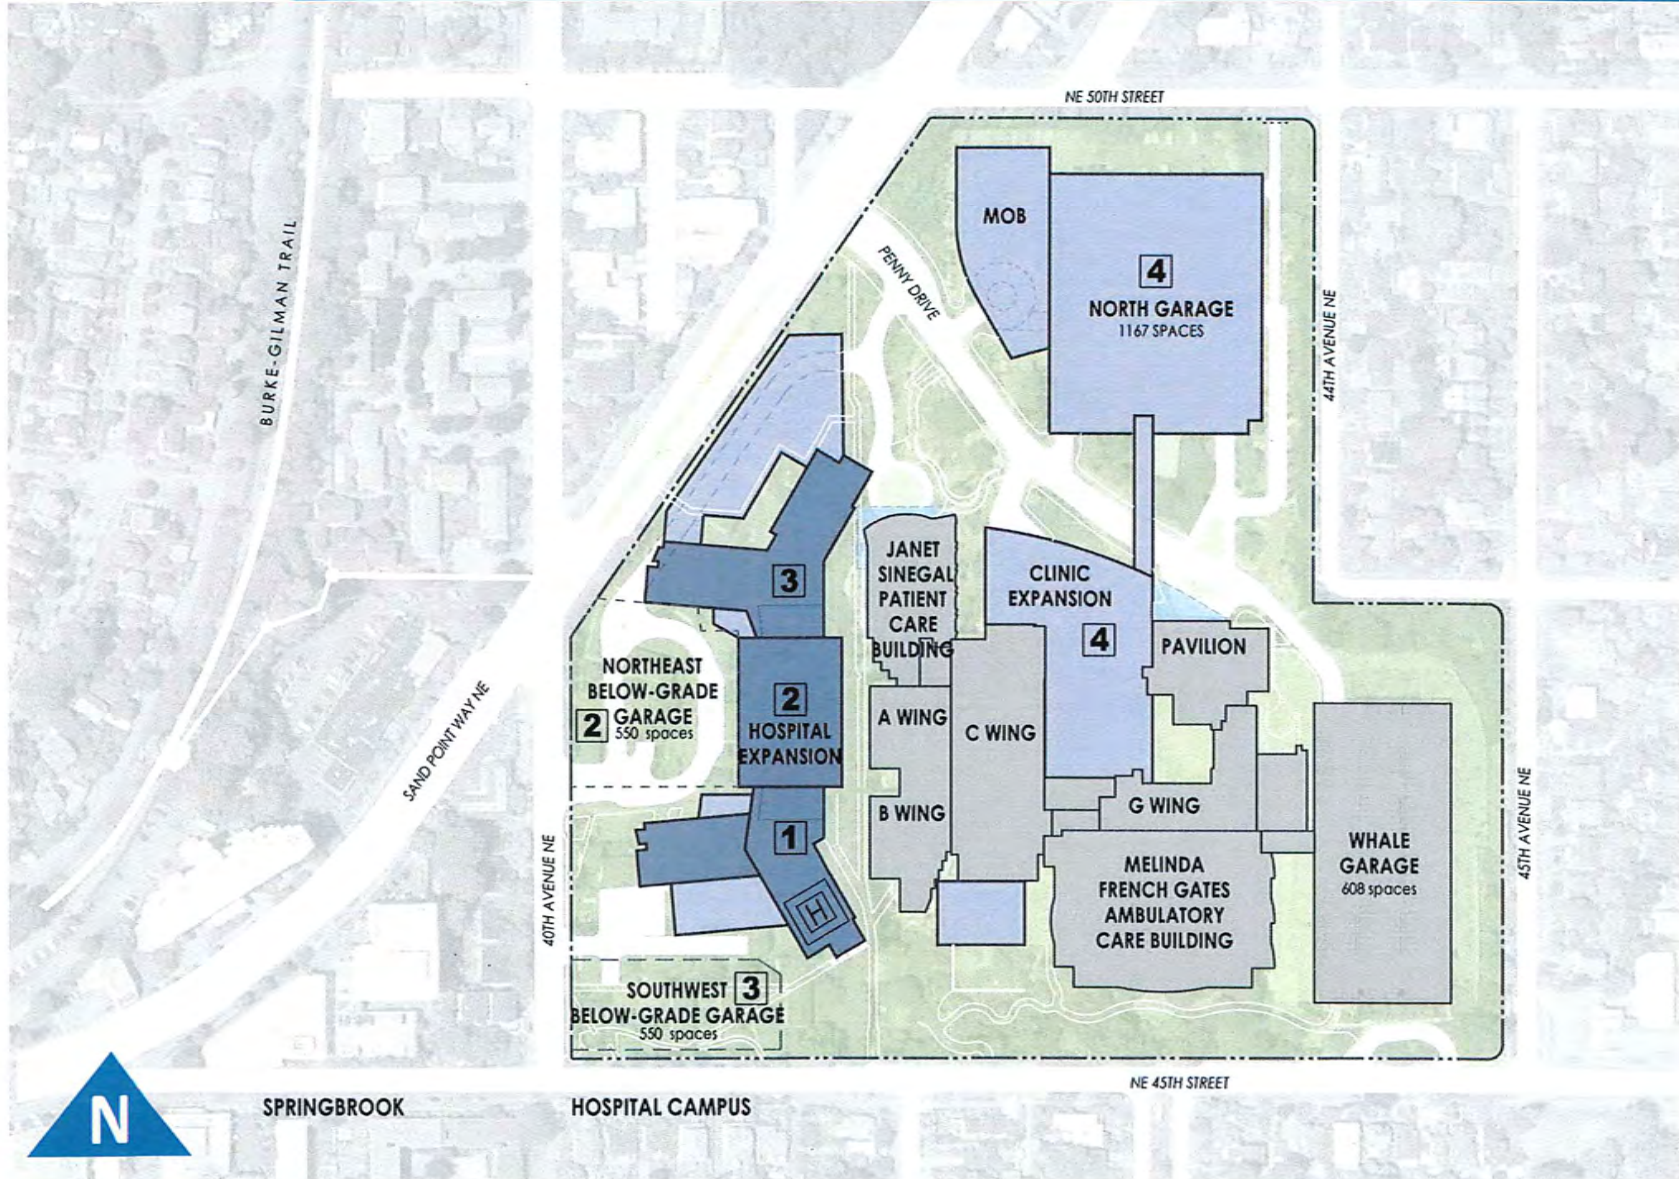 NE 50TH STREET
BURKE-GILMAN TRAIL
MOB
PENNY DRIVE
4
NORTH GARAGE
1167 SPACES
44TH AVENUE NE
JANET
SINEGAL
PATIENT
CARE
BUILDING
CLINIC
EXPANSION
4
3
PAVILION
NORTHEAST
BELOW-GRADE
2 GARAGE
550 spaces
2
HOSPITAL
EXPANSION
A WING
C WING
SAND POINT WAY NE
B WING
G WING
1
H
WHALE
GARAGE
608 spaces
MELINDA
FRENCH GATES
AMBULATORY
CARE BUILDING
40TH AVENUE NE
45TH AVENUE NE
SOUTHWEST 3
BELOW-GRADE GARAGE
550 spaces
NE 45TH STREET
N
SPRINGBROOK
HOSPITAL CAMPUS